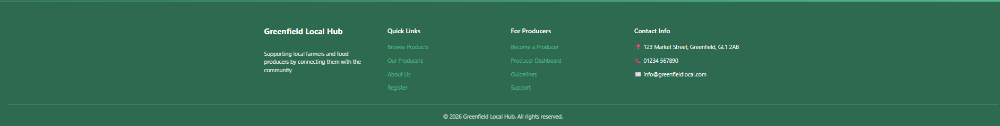 Greenfield Local Hub
Supporting local farmers and food
producers by connecting them with the
community
Quick Links
Browse Products
Our Producers
About Us
Register
For Producers
Become a Producer
Producer Dashboard
Guidelines
Support
Contact Info
📍 123 Market Street, Greenfield, GL1 2AB
📞 01234 567890
✉️ info@greenfieldlocal.com
© 2026 Greenfield Local Hub. All rights reserved.